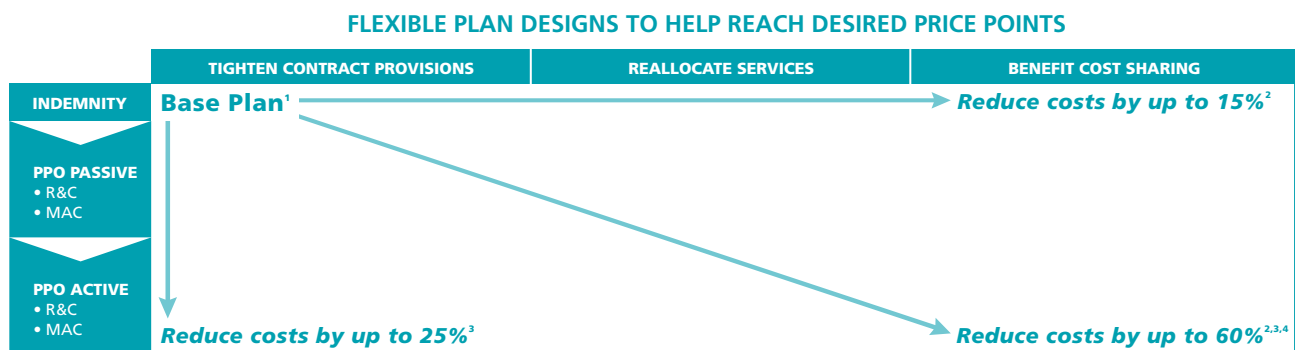 FLEXIBLE PLAN DESIGNS TO HELP REACH DESIRED PRICE POINTS
TIGHTEN CONTRACT PROVISIONS
REALLOCATE SERVICES
BENEFIT COST SHARING
INDEMNITY
Base Plan¹
Reduce costs by up to 15%²
PPO PASSIVE
• R&C
• MAC
PPO ACTIVE
• R&C
• MAC
Reduce costs by up to 25%³
Reduce costs by up to 60%²,³,⁴